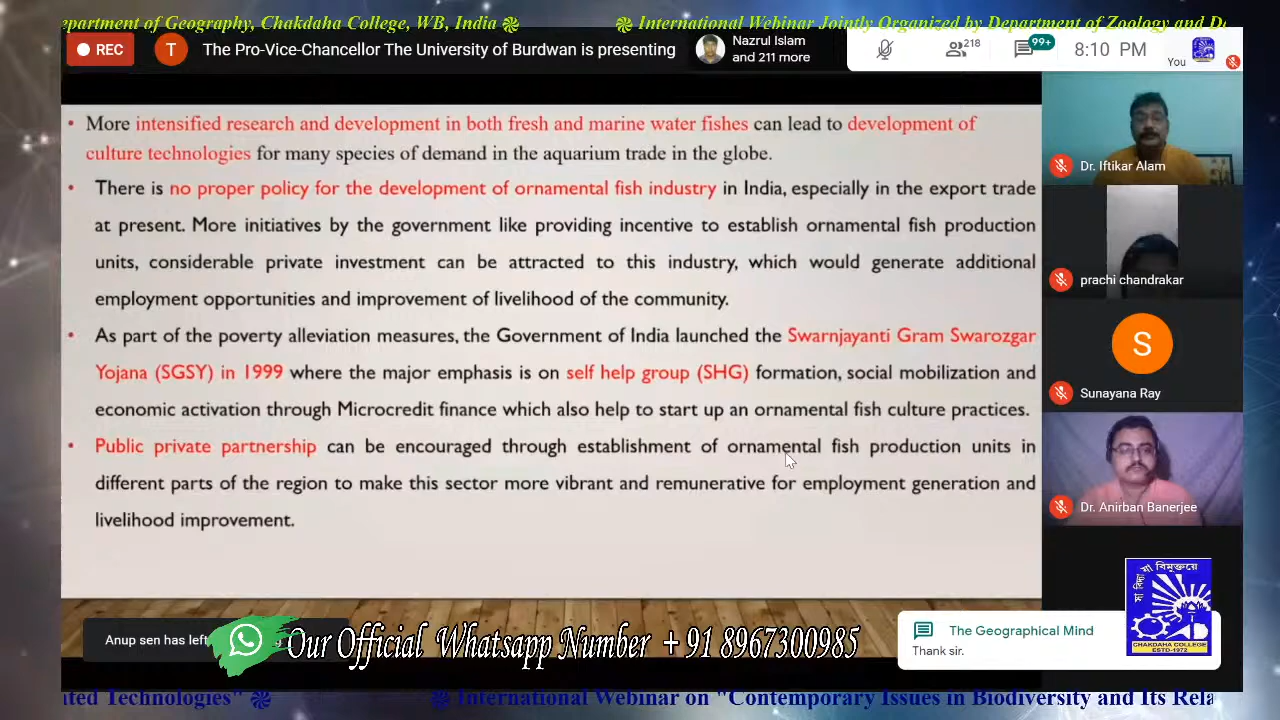 epartment of Geography, Chakdaha College, WB, India ֎ ֎ International Webinar Jointly Organized by Department of Zoology and D
REC
T
The Pro-Vice-Chancellor The University of Burdwan is presenting
Nazrul Islam
and 211 more
218
99+
8:10 PM
You
• More intensified research and development in both fresh and marine water fishes can lead to development of
culture technologies for many species of demand in the aquarium trade in the globe.
• There is no proper policy for the development of ornamental fish industry in India, especially in the export trade
at present. More initiatives by the government like providing incentive to establish ornamental fish production
units, considerable private investment can be attracted to this industry, which would generate additional
employment opportunities and improvement of livelihood of the community.
• As part of the poverty alleviation measures, the Government of India launched the Swarnjayanti Gram Swarozgar
Yojana (SGSY) in 1999 where the major emphasis is on self help group (SHG) formation, social mobilization and
economic activation through Microcredit finance which also help to start up an ornamental fish culture practices.
• Public private partnership can be encouraged through establishment of ornamental fish production units in
different parts of the region to make this sector more vibrant and remunerative for employment generation and
livelihood improvement.
Dr. Iftikar Alam
prachi chandrakar
S
Sunayana Ray
Dr. Anirban Banerjee
Anup sen has left
Our Official Whatsapp Number +91 8967300985
The Geographical Mind
Thank sir.
সা বিদ্যা যা বিমুক্তয়ে
CHAKDAHA COLLEGE
ESTD-1972
ated Technologies" ֎ ֎ International Webinar on "Contemporary Issues in Biodiversity and Its Rela